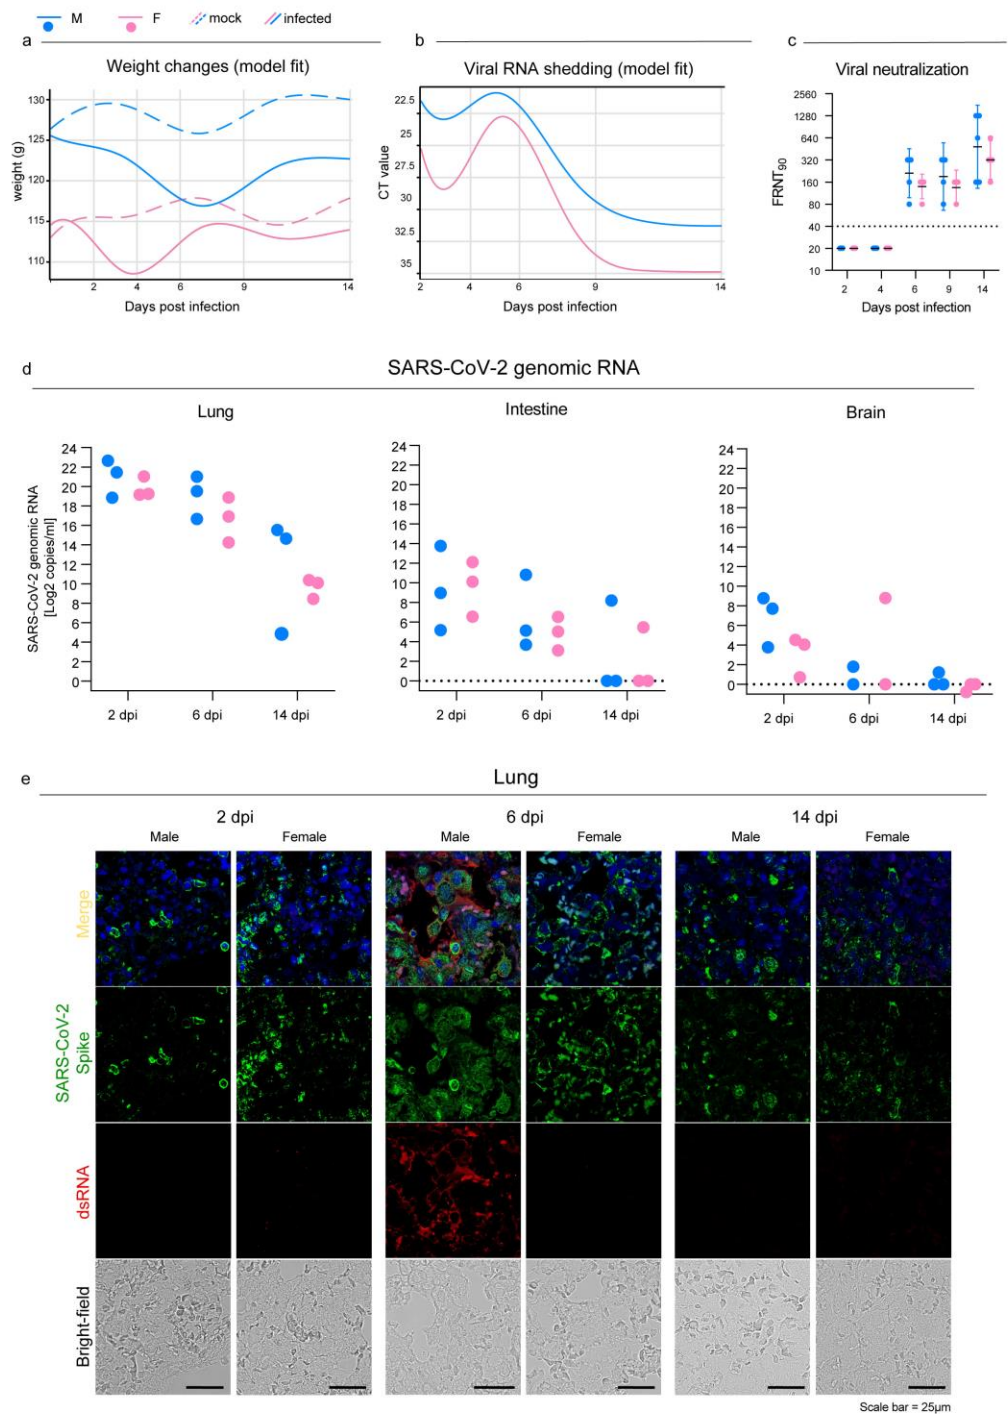 M F mock infected
a
Weight changes (model fit)
130
125
120
115
110
weight (g)
2 4 6 9 14
Days post infection
b
Viral RNA shedding (model fit)
22.5
25
27.5
30
32.5
35
CT value
2 3 6 9 14
Days post infection
c
Viral neutralization
2560
1280
640
320
160
80
40
20
10
FRNT90
2 4 6 9 14
Days post infection
d
SARS-CoV-2 genomic RNA
Lung
24
22
20
18
16
14
12
10
8
6
4
2
0
SARS-CoV-2 genomic RNA
[Log2 copies/ml]
2 dpi 6 dpi 14 dpi
Intestine
24
22
20
18
16
14
12
10
8
6
4
2
0
2 dpi 6 dpi 14 dpi
Brain
24
22
20
18
16
14
12
10
8
6
4
2
0
2 dpi 6 dpi 14 dpi
e
Lung
2 dpi 6 dpi 14 dpi
Male Female Male Female Male Female
Merge
SARS-CoV-2
Spike
dsRNA
Bright-field
Scale bar = 25µm